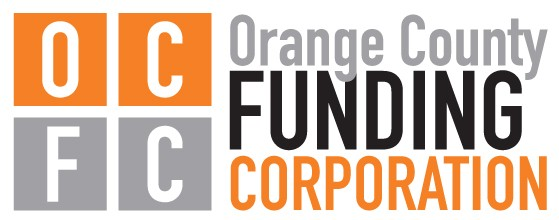 O C
F C
Orange County
FUNDING
CORPORATION